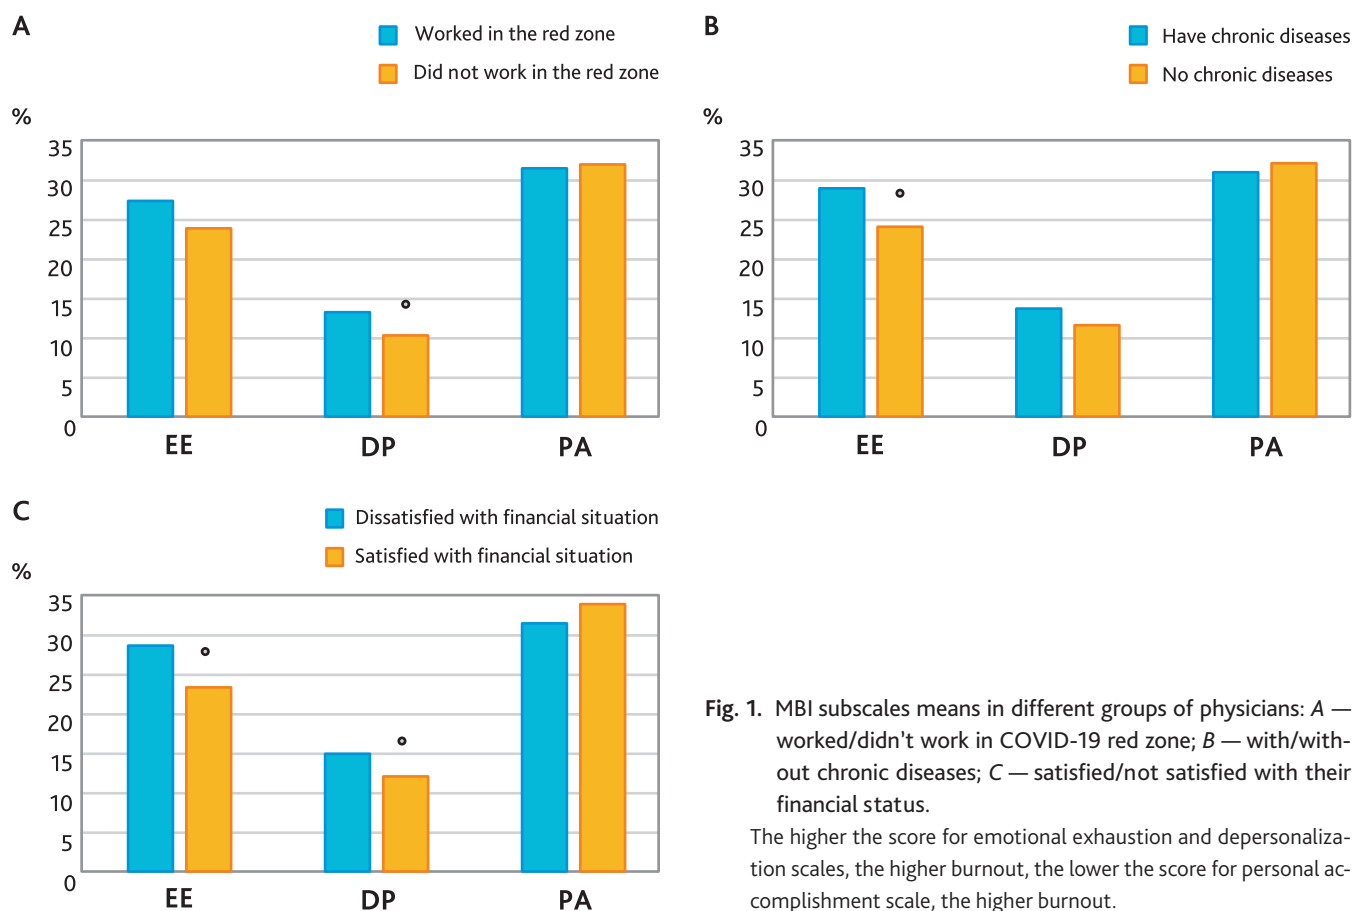 A
Worked in the red zone
Did not work in the red zone
%
35
30
25
20
15
10
5
0
EE
DP
PA
B
Have chronic diseases
No chronic diseases
%
35
30
25
20
15
10
5
0
EE
DP
PA
C
Dissatisfied with financial situation
Satisfied with financial situation
%
35
30
25
20
15
10
5
0
EE
DP
PA
Fig. 1. MBI subscales means in different groups of physicians: A —
worked/didn't work in COVID-19 red zone; B — with/with-
out chronic diseases; C — satisfied/not satisfied with their
financial status.
The higher the score for emotional exhaustion and depersonaliza-
tion scales, the higher burnout, the lower the score for personal ac-
complishment scale, the higher burnout.